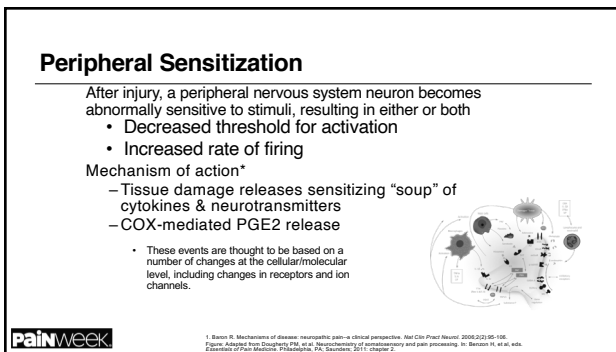 Peripheral Sensitization
After injury, a peripheral nervous system neuron becomes
abnormally sensitive to stimuli, resulting in either or both
• Decreased threshold for activation
• Increased rate of firing
Mechanism of action*
–Tissue damage releases sensitizing “soup” of
cytokines & neurotransmitters
–COX-mediated PGE2 release
• These events are thought to be based on a
number of changes at the cellular/molecular
level, including changes in receptors and ion
channels.
PAINWEEK.
1. Baron R. Mechanisms of disease: neuropathic pain--a clinical perspective. Nat Clin Pract Neurol. 2006;2(2):95-106.
Figure: Adapted from Dougherty PM, et al. Neurochemistry of somatosensory and pain processing. In: Benzon H, et al, eds.
Essentials of Pain Medicine. Philadelphia, PA; Saunders; 2011: chapter 2.